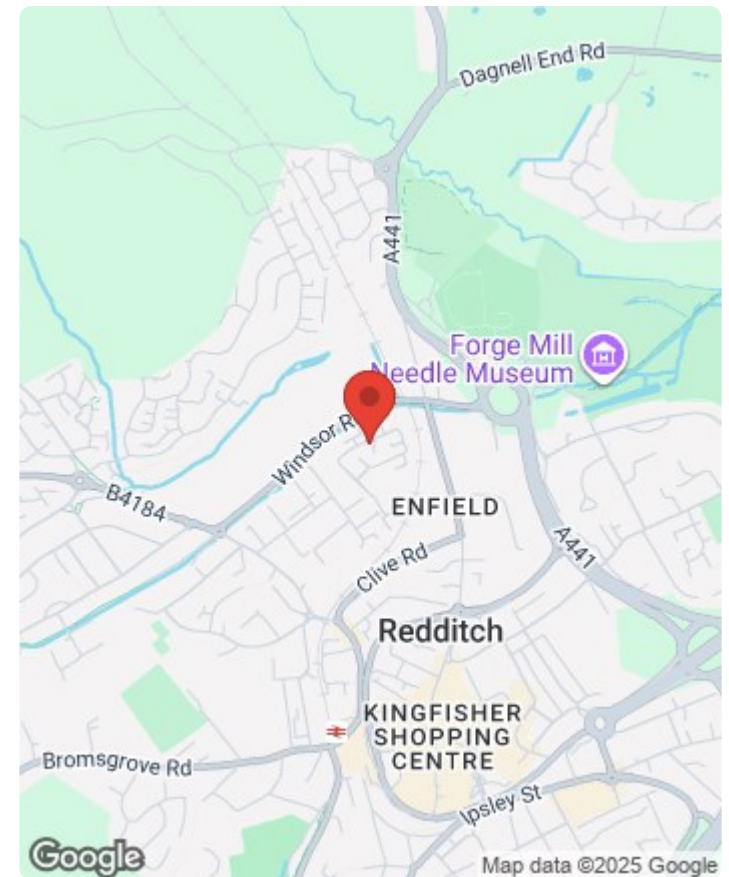 Dagnell End Rd
A441
Forge Mill
Needle Museum
Windsor R
B4184
ENFIELD
A441
Clive Rd
Redditch
KINGFISHER
SHOPPING
CENTRE
Bromsgrove Rd
Ipsley St
Google
Map data ©2025 Google